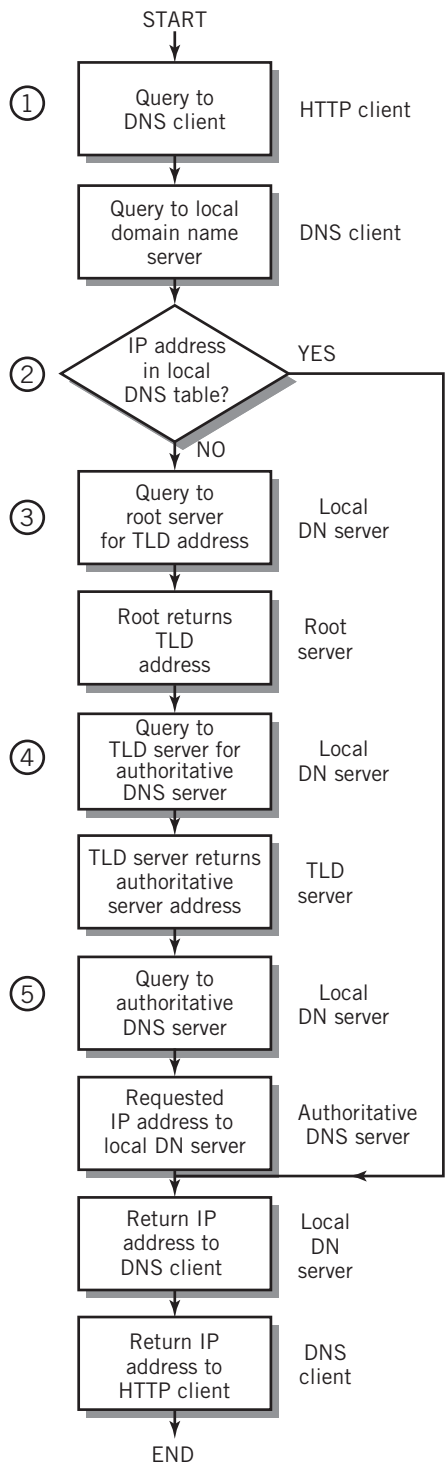 START
1
Query to
DNS client
HTTP client
Query to local
domain name
server
DNS client
2
IP address
in local
DNS table?
YES
NO
3
Query to
root server
for TLD address
Local
DN server
Root returns
TLD
address
Root
server
4
Query to
TLD server for
authoritative
DNS server
Local
DN server
TLD server returns
authoritative
server address
TLD
server
5
Query to
authoritative
DNS server
Local
DN server
Requested
IP address to
local DN server
Authoritative
DNS server
Return IP
address to
DNS client
Local
DN
server
Return IP
address to
HTTP client
DNS
client
END